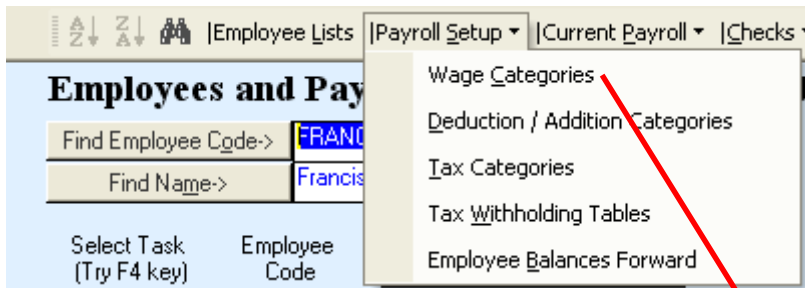 |Employee Lists |Payroll Setup |Current Payroll |Checks
Wage Categories
Employees and Pay
Deduction / Addition Categories
Find Employee Code-> FRANC
Tax Categories
Find Name-> Francis
Tax Withholding Tables
Select Task Employee
(Try F4 key) Code
Employee Balances Forward